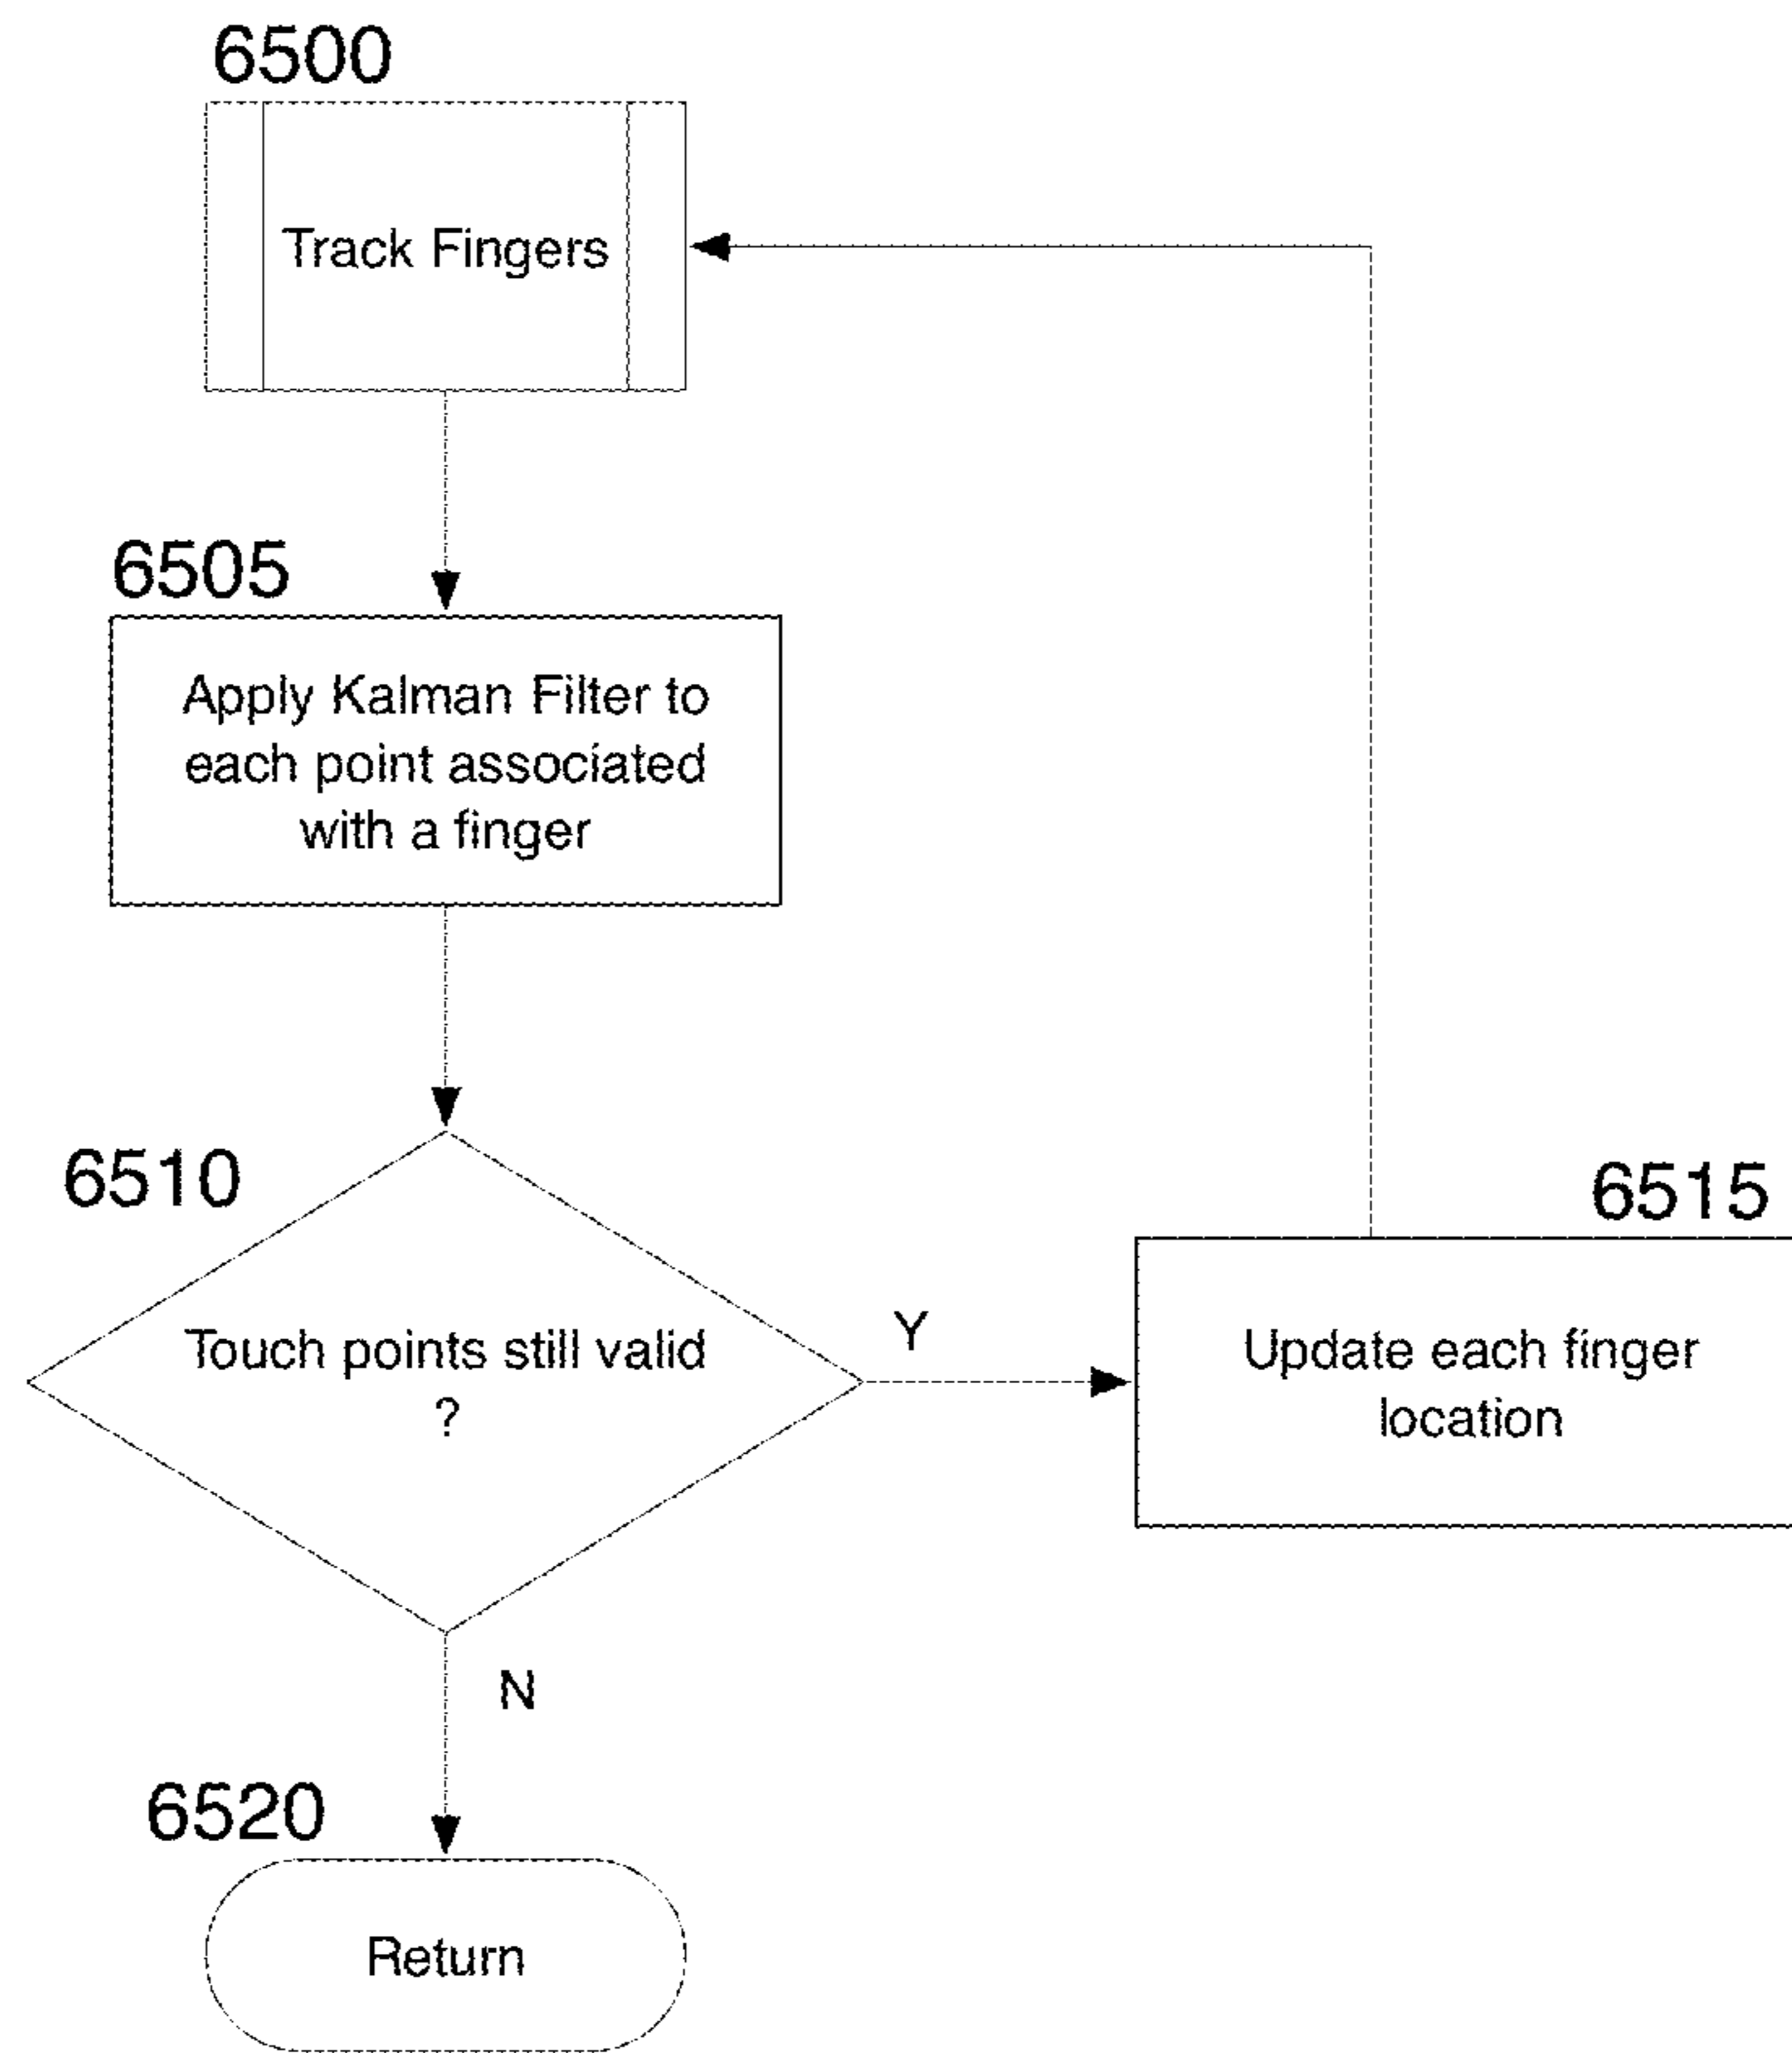 6500
Track Fingers
6505
Apply Kalman Filter to
each point associated
with a finger
6510
Touch points still valid
?
Y
6515
Update each finger
location
N
6520
Return